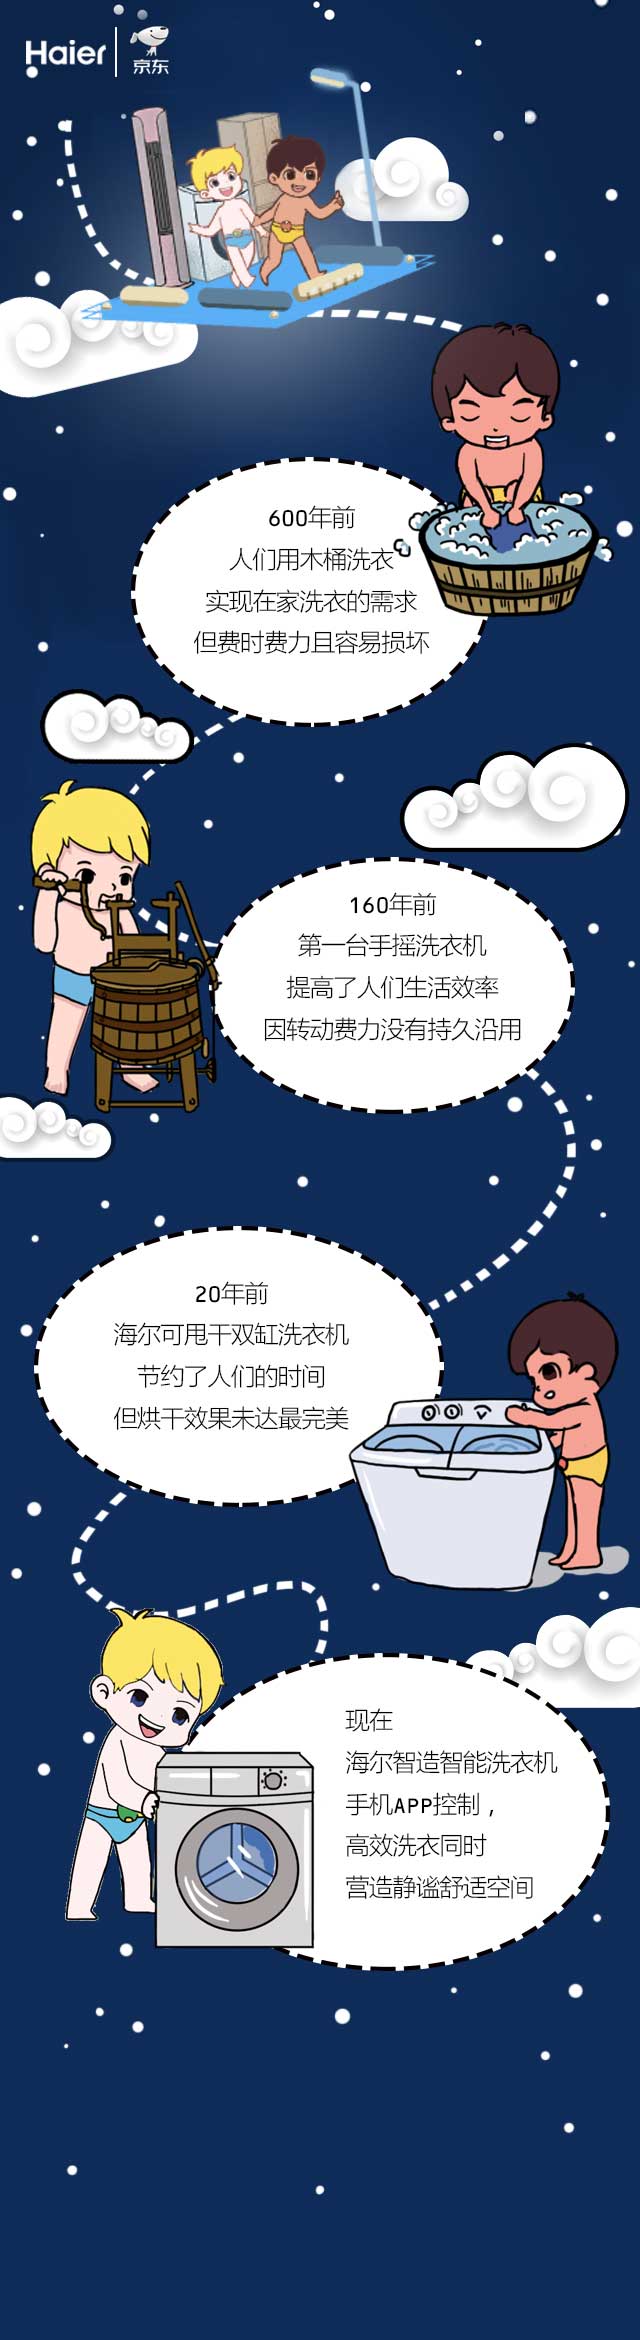 Haier
京东
600年前
人们用木桶洗衣
实现在家洗衣的需求
但费时费力且容易损坏
160年前
第一台手摇洗衣机
提高了人们生活效率
因转动费力没有持久沿用
20年前
海尔可甩干双缸洗衣机
节约了人们的时间
但烘干效果未达最完美
现在
海尔智造智能洗衣机
手机APP控制，
高效洗衣同时
营造静谧舒适空间